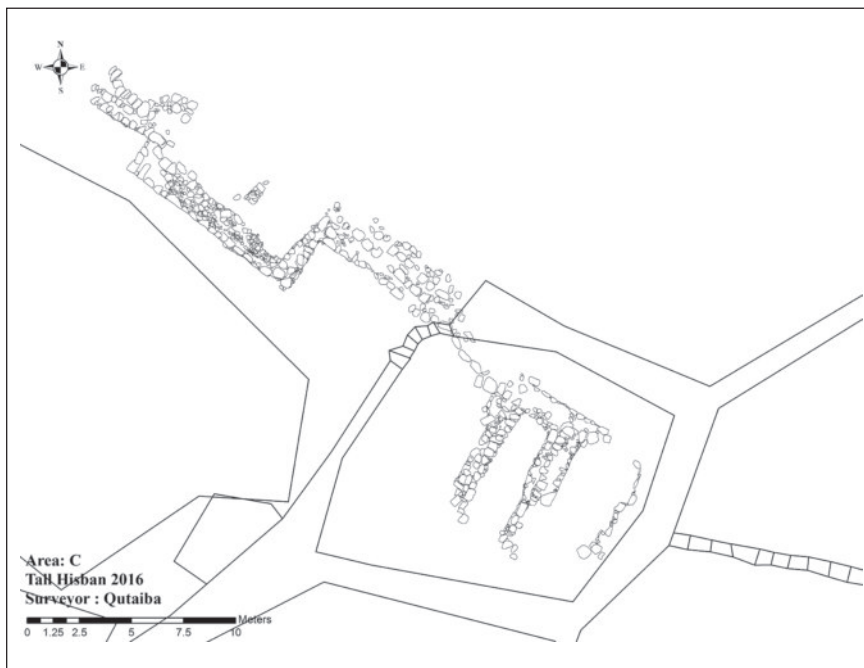 N
W E
S
Area: C
Tall Hisban 2016
Surveyor : Qutaiba
Meters
0 1.25 2.5 5 7.5 10